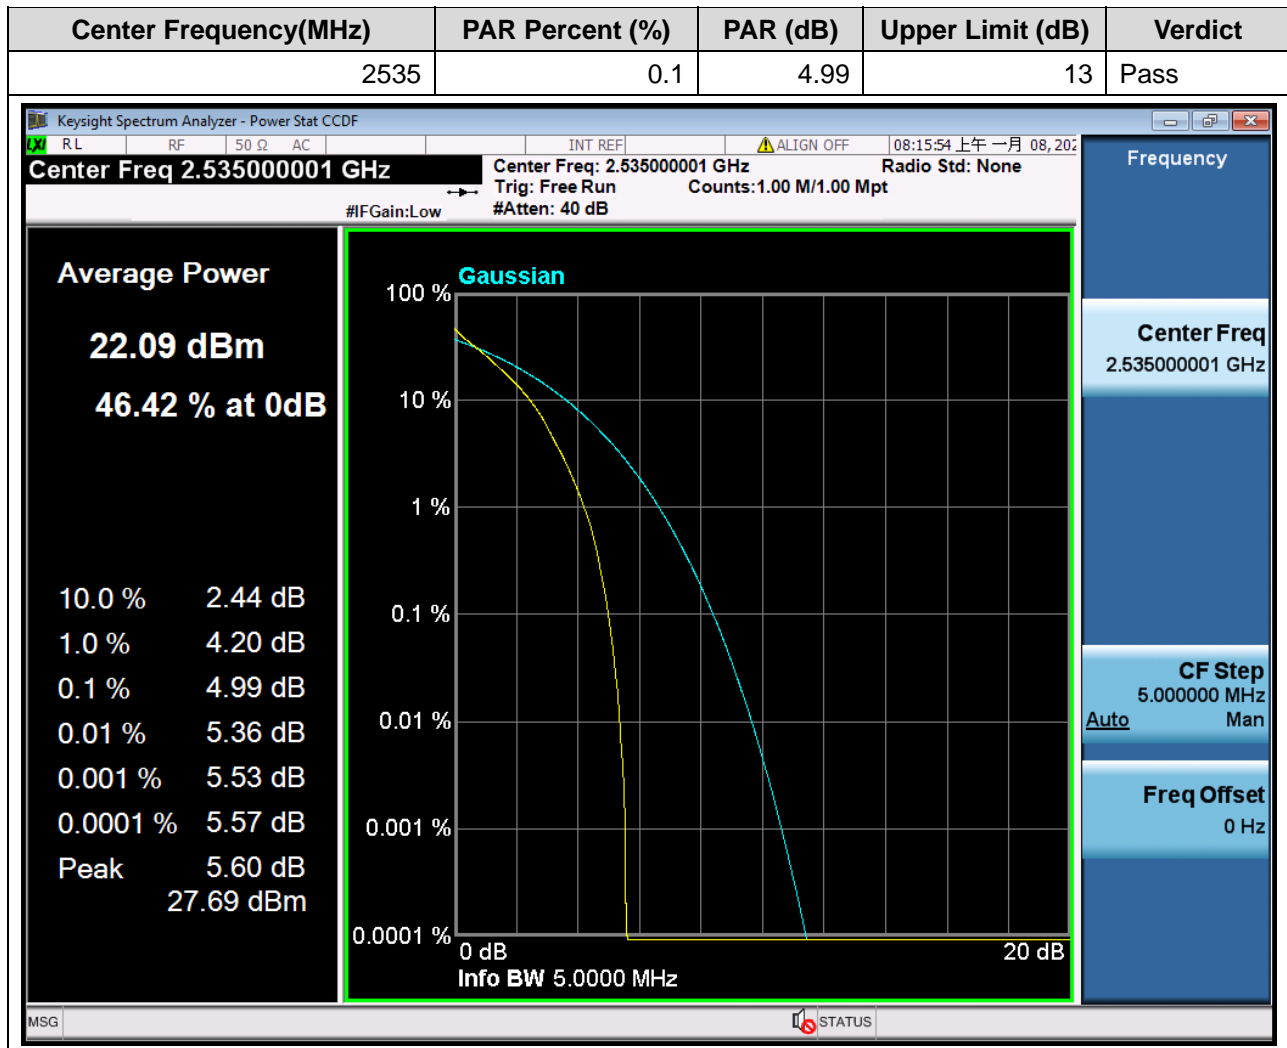 Center Frequency(MHz) PAR Percent (%) PAR (dB) Upper Limit (dB) Verdict
2535 0.1 4.99 13 Pass
Keysight Spectrum Analyzer - Power Stat CCDF
LXI RL RF 50 Ω AC INT REF ALIGN OFF 08:15:54 上午 一月 08, 202
Center Freq 2.535000001 GHz
#IFGain:Low
Center Freq: 2.535000001 GHz Radio Std: None
Trig: Free Run Counts:1.00 M/1.00 Mpt
#Atten: 40 dB
Average Power
22.09 dBm
46.42 % at 0dB
10.0 % 2.44 dB
1.0 % 4.20 dB
0.1 % 4.99 dB
0.01 % 5.36 dB
0.001 % 5.53 dB
0.0001 % 5.57 dB
Peak 5.60 dB
27.69 dBm
Gaussian
100 %
10 %
1 %
0.1 %
0.01 %
0.001 %
0.0001 %
0 dB 20 dB
Info BW 5.0000 MHz
Frequency
Center Freq
2.535000001 GHz
CF Step
5.000000 MHz
Auto Man
Freq Offset
0 Hz
MSG STATUS